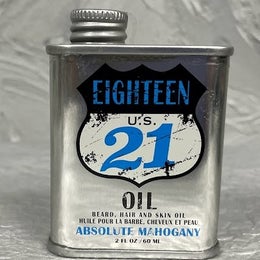 EIGHTEEN
U.S.
21
OIL
BEARD, HAIR AND SKIN OIL
HUILE POUR LA BARBE, CHEVEUX ET PEAU
ABSOLUTE MAHOGANY
2 FL OZ / 60 ML